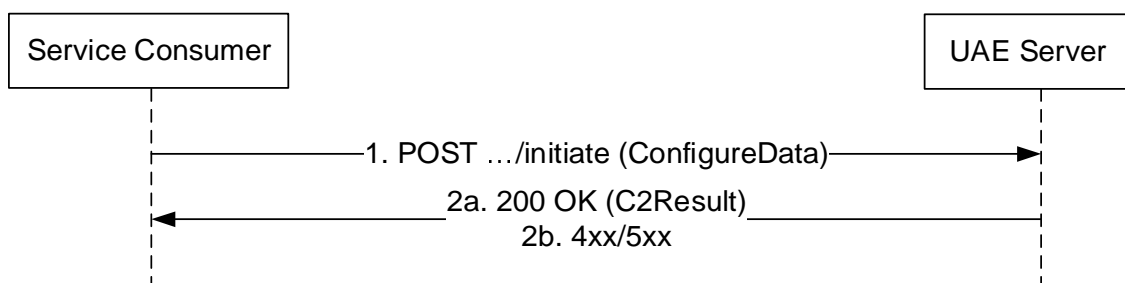 Service Consumer
UAE Server
1. POST …/initiate (ConfigureData)
2a. 200 OK (C2Result)
2b. 4xx/5xx